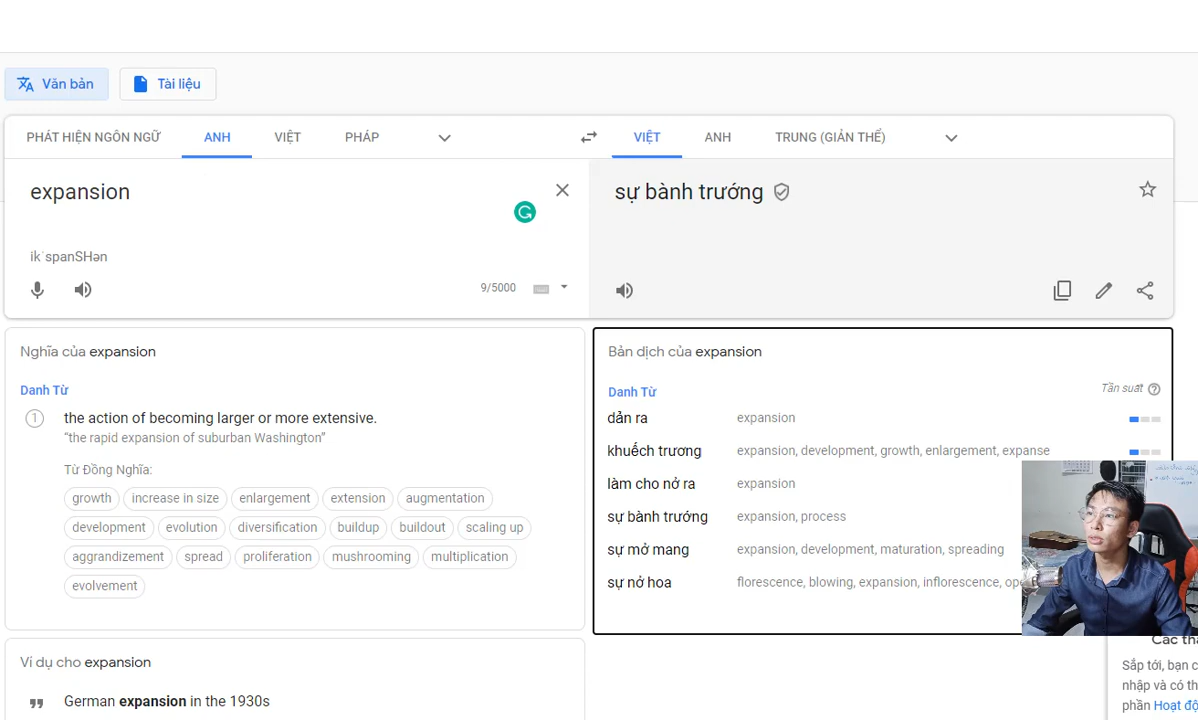 Văn bản
Tài liệu
PHÁT HIỆN NGÔN NGỮ ANH VIỆT PHÁP
VIỆT ANH TRUNG (GIẢN THỂ)
expansion
ikˈspanSHən
9/5000
sự bành trướng
Nghĩa của expansion
Danh Từ
1 the action of becoming larger or more extensive.
“the rapid expansion of suburban Washington”
Từ Đồng Nghĩa:
growth increase in size enlargement extension augmentation
development evolution diversification buildup buildout scaling up
aggrandizement spread proliferation mushrooming multiplication
evolvement
Ví dụ cho expansion
German expansion in the 1930s
Bản dịch của expansion
Danh Từ Tần suất
dản ra expansion
khuếch trương expansion, development, growth, enlargement, expanse
làm cho nở ra expansion
sự bành trướng expansion, process
sự mở mang expansion, development, maturation, spreading
sự nở hoa florescence, blowing, expansion, inflorescence,
Các
Sắp tới, bạn
nhập và có
phần Hoạt